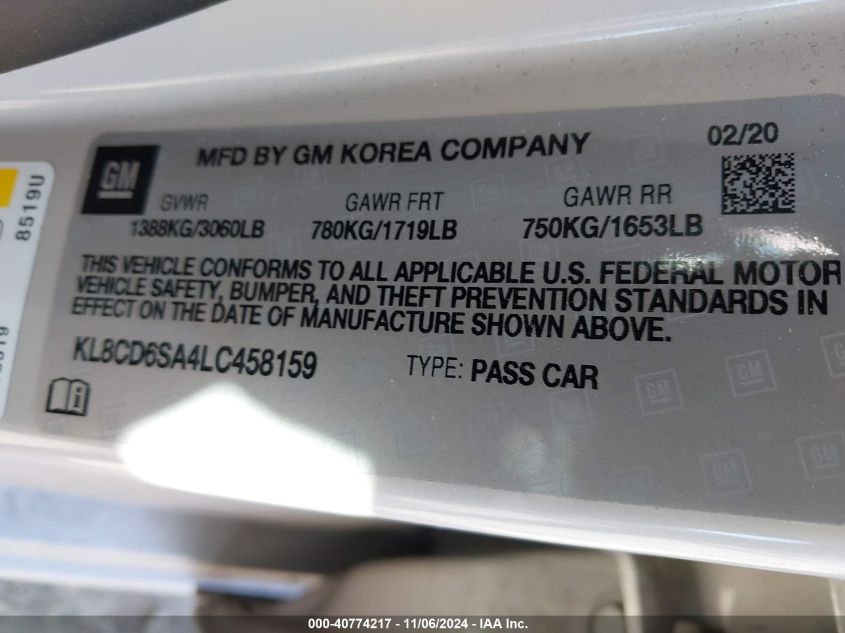 GM
MFD BY GM KOREA COMPANY
02/20
GVWR
GAWR FRT
GAWR RR
1388KG/3060LB
780KG/1719LB
750KG/1653LB
THIS VEHICLE CONFORMS TO ALL APPLICABLE U.S. FEDERAL MOTOR
VEHICLE SAFETY, BUMPER, AND THEFT PREVENTION STANDARDS IN
EFFECT ON THE DATE OF MANUFACTURE SHOWN ABOVE.
KL8CD6SA4LC458159
TYPE: PASS CAR
8519U
000-40774217 - 11/06/2024 - IAA Inc.